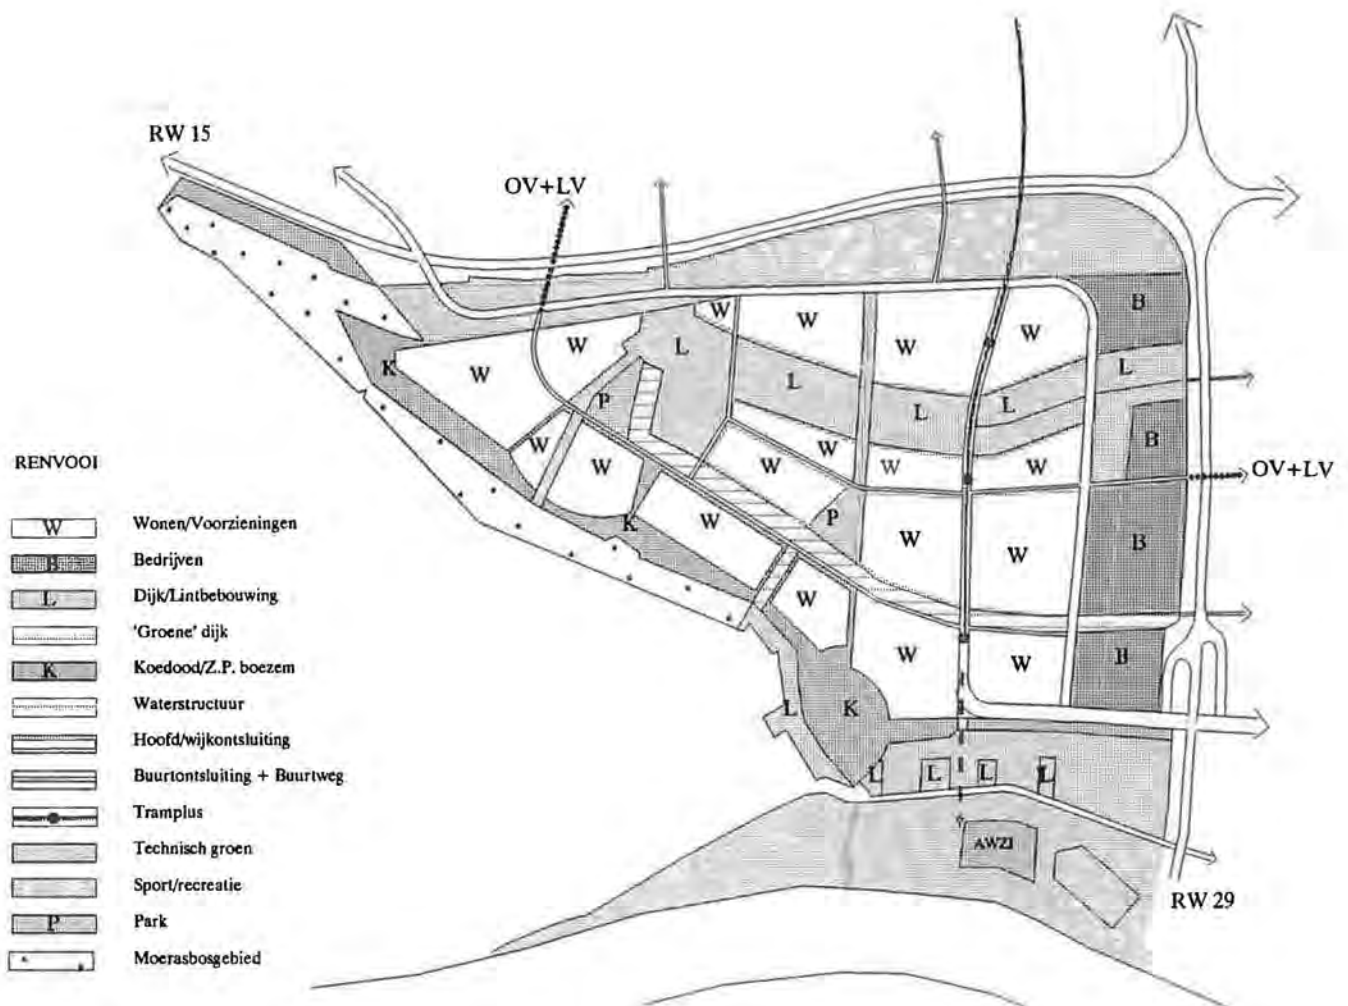 RW 15
OV+LV
B
W
W
W
W
W
L
W
L
K
W
L
P
L
L
W
W
B
RENVOOI
W
W
W
W
W
OV+LV
W Wonen/Voorzieningen
K
W
P
W
W
B
B Bedrijven
L Dijk/Lintbebouwing
W
'Groene' dijk
W
W
B
K Koedood/Z.P. boezem
Waterstructuur
L
K
Hoofd/wijkontsluiting
Buurtontsluiting + Buurtweg
L
L
L
L
Tramplus
Technisch groen
AWZI
Sport/recreatie
RW 29
P Park
Moerasbosgebied